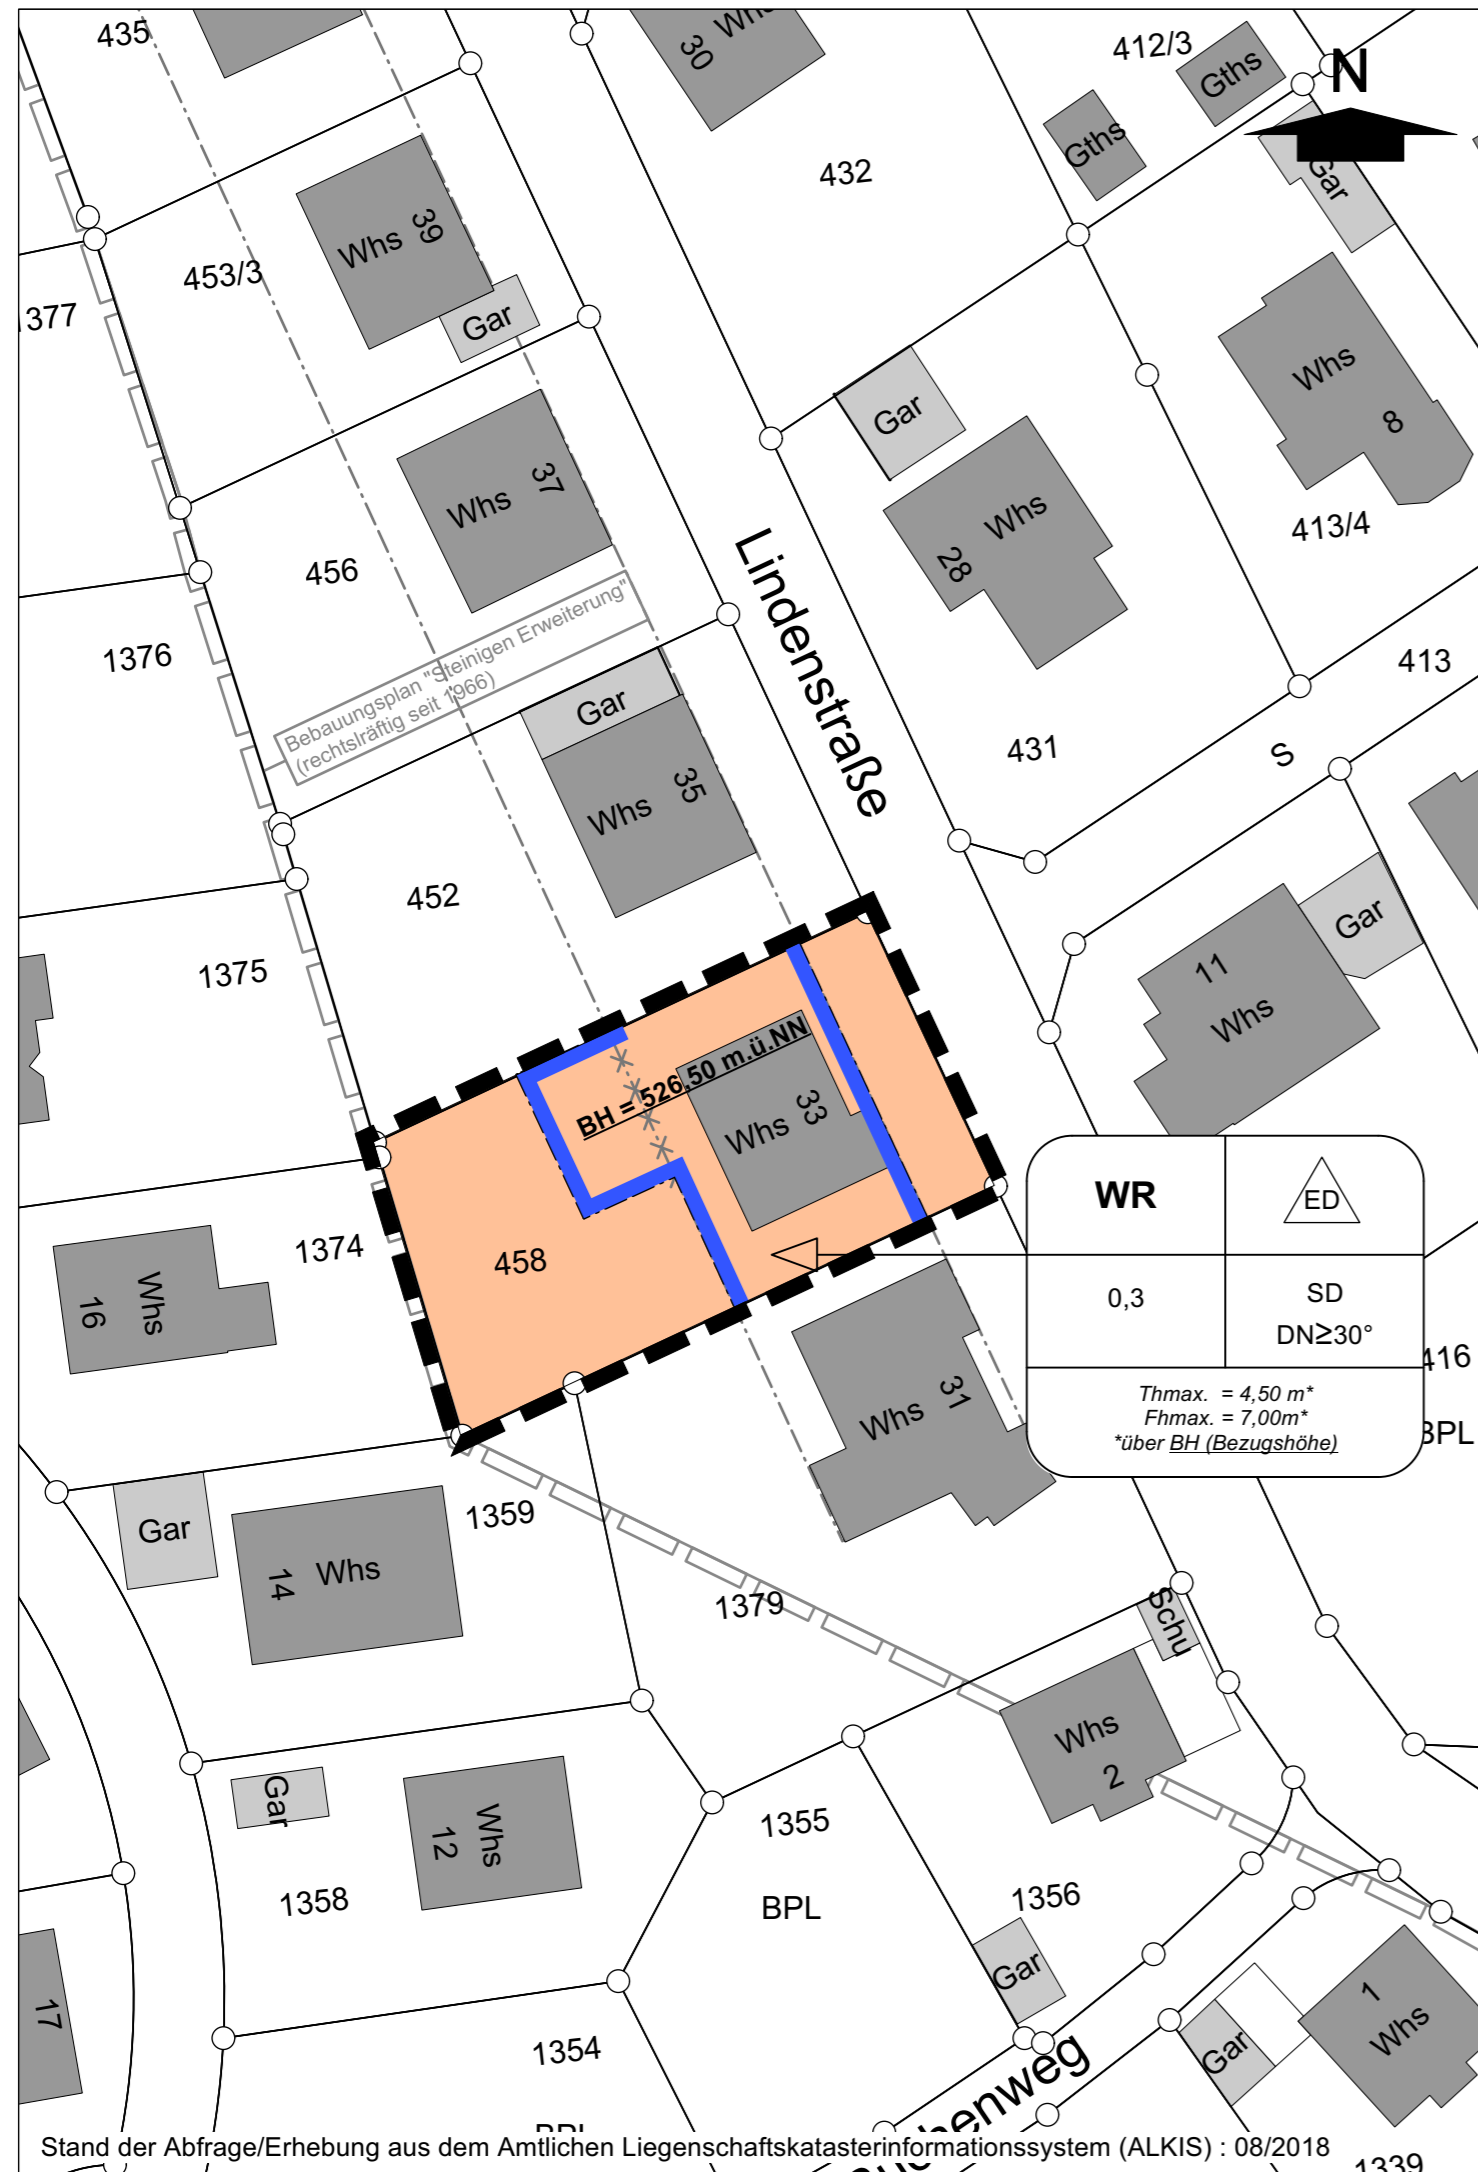 435
Whs
30
412/3
Gths
N
Gths
Gar
432
Whs 39
453/3
Gar
1377
Whs
8
Gar
Whs 37
Whs
28
413/4
456
Lindenstraße
Bebauungsplan "Steinigen Erweiterung"
(rechtslräftig seit 1966)
1376
413
Gar
431
S
Whs 35
452
Gar
1375
11
Whs
BH = 526,50 m.ü.NN
Whs 33
WR
ED
458
1374
0,3
SD
DN≥30°
16
Whs
416
Whs 31
Thmax. = 4,50 m*
Fhmax. = 7,00m*
*über BH (Bezugshöhe)
BPL
1359
Gar
14 Whs
1379
Schu
Whs
2
Gar
12
Whs
1355
1358
BPL
1356
Gar
17
1
Whs
Gar
1354
BPL
Stand der Abfrage/Erhebung aus dem Amtlichen Liegenschaftskatasterinformationssystem (ALKIS) : 08/2018
1339